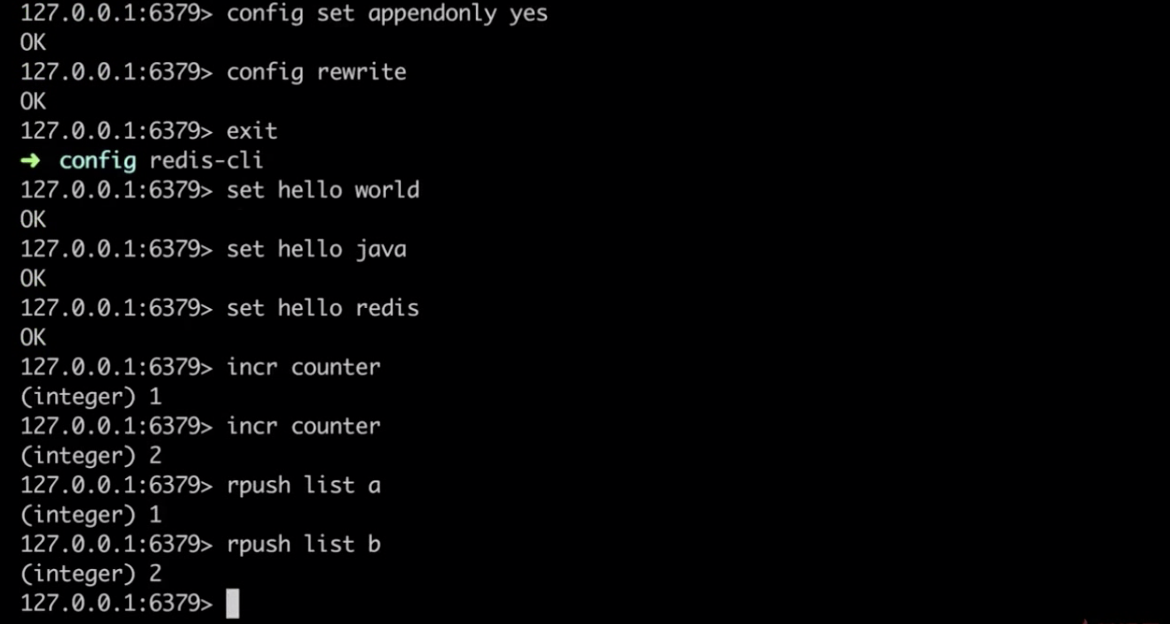 127.0.0.1:6379> config set appendonly yes
OK
127.0.0.1:6379> config rewrite
OK
127.0.0.1:6379> exit
➜ config redis-cli
127.0.0.1:6379> set hello world
OK
127.0.0.1:6379> set hello java
OK
127.0.0.1:6379> set hello redis
OK
127.0.0.1:6379> incr counter
(integer) 1
127.0.0.1:6379> incr counter
(integer) 2
127.0.0.1:6379> rpush list a
(integer) 1
127.0.0.1:6379> rpush list b
(integer) 2
127.0.0.1:6379>